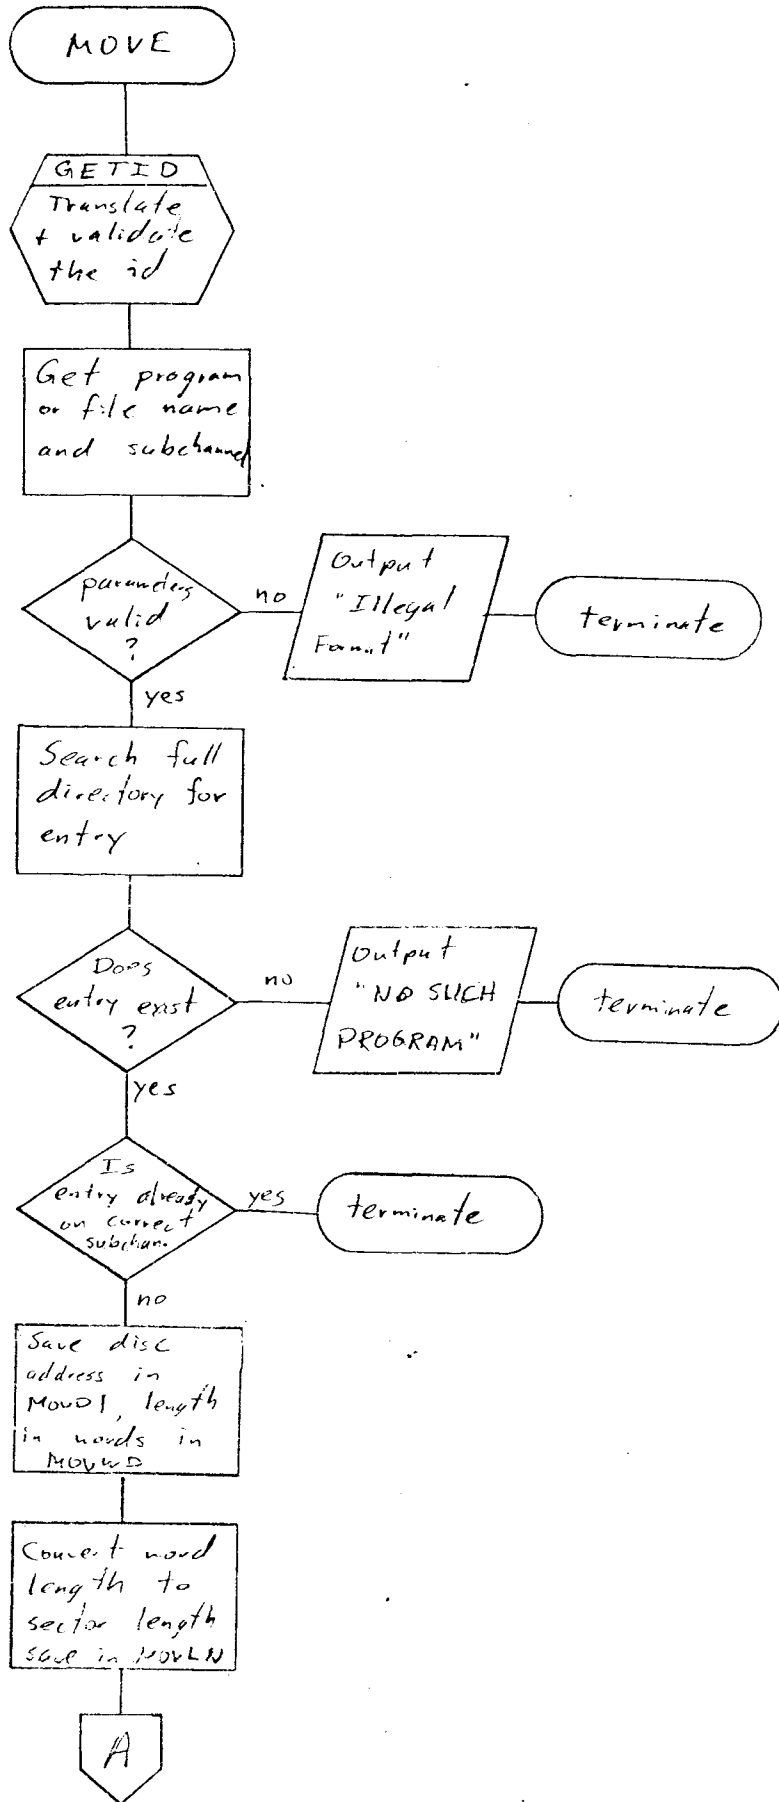 MOVE
GETID
Translate
+ validate
the id
Get program
or file name
and subchannel
parameters
valid
?
no
Output
"Illegal
Format"
terminate
yes
Search full
directory for
entry
Does
entry exist
?
no
Output
"NO SUCH
PROGRAM"
terminate
yes
Is
entry already
on correct
subchan.
yes
terminate
no
Save disc
address in
MOVD1, length
in words in
MOVWD
Convert word
length to
sector length
save in MOVLN
A